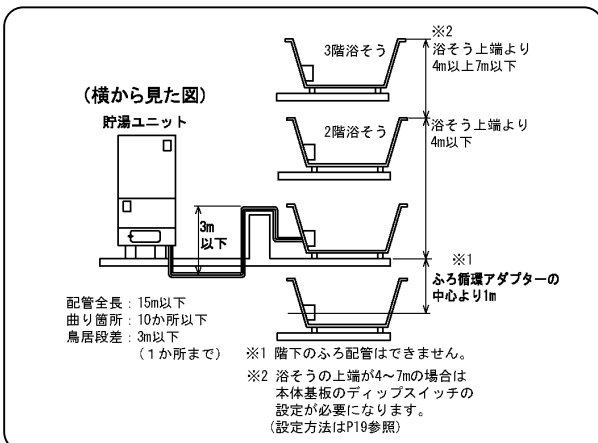 ※2
3階浴そう
浴そう上端より
4m以上7m以下
(横から見た図)
貯湯ユニット
2階浴そう
浴そう上端より
4m以下
3m
以下
※1
ふろ循環アダプターの
中心より1m
配管全長：15m以下
曲り箇所：10か所以下
鳥居段差：3m以下
(1か所まで)
※1 階下のふろ配管はできません。
※2 浴そうの上端が4～7mの場合は
本体基板のディップスイッチの
設定が必要になります。
(設定方法はP19参照)